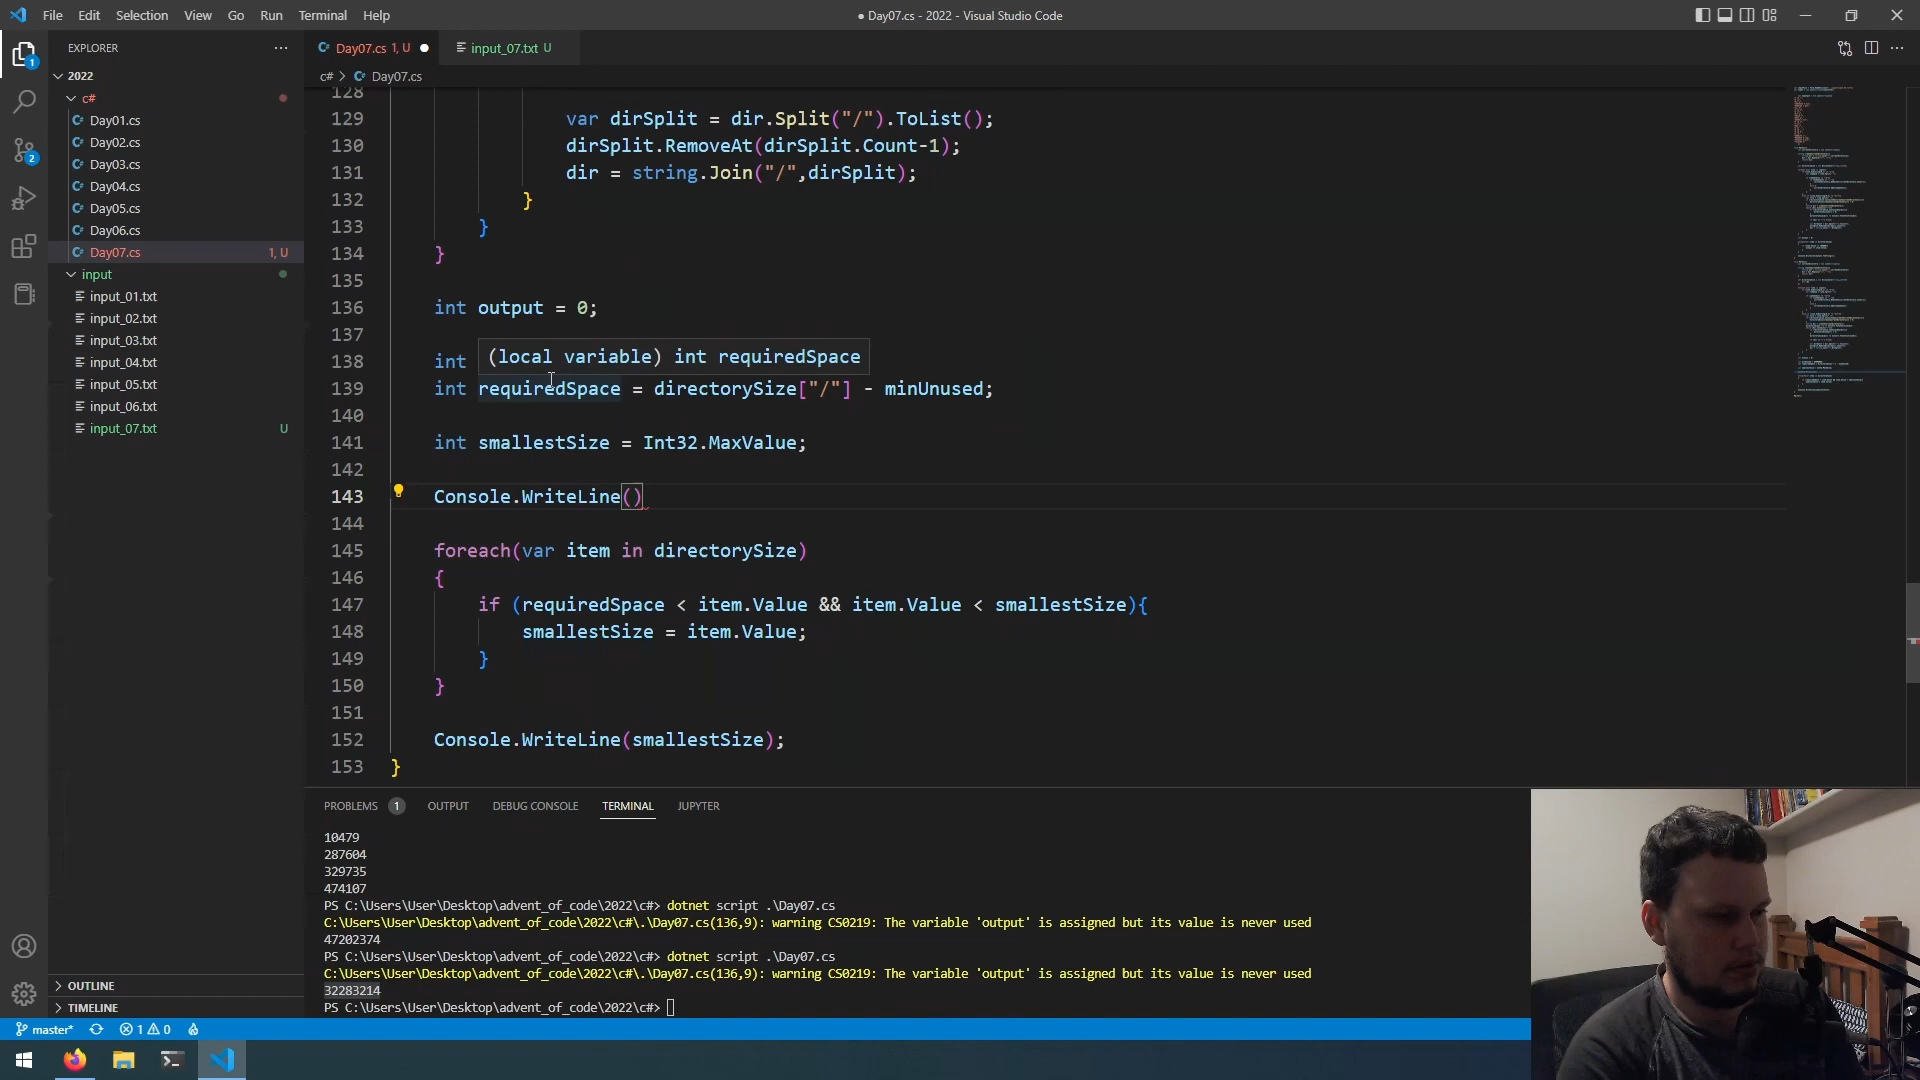 File Edit Selection View Go Run Terminal Help
● Day07.cs - 2022 - Visual Studio Code
EXPLORER
2022
c#
Day01.cs
Day02.cs
Day03.cs
Day04.cs
Day05.cs
Day06.cs
Day07.cs 1, U
input
input_01.txt
input_02.txt
input_03.txt
input_04.txt
input_05.txt
input_06.txt
input_07.txt U
OUTLINE
TIMELINE
1
2
Day07.cs 1, U ●
input_07.txt U
c# > Day07.cs
128
129 var dirSplit = dir.Split("/").ToList();
130 dirSplit.RemoveAt(dirSplit.Count-1);
131 dir = string.Join("/",dirSplit);
132 }
133 }
134 }
135
136 int output = 0;
137
(local variable) int requiredSpace
138 int
139 int requiredSpace = directorySize["/"] - minUnused;
140
141 int smallestSize = Int32.MaxValue;
142
143 Console.WriteLine()
144
145 foreach(var item in directorySize)
146 {
147 if (requiredSpace < item.Value && item.Value < smallestSize){
148 smallestSize = item.Value;
149 }
150 }
151
152 Console.WriteLine(smallestSize);
153 }
PROBLEMS 1 OUTPUT DEBUG CONSOLE TERMINAL JUPYTER
10479
287604
329735
474107
PS C:\Users\User\Desktop\advent_of_code\2022\c#> dotnet script .\Day07.cs
C:\Users\User\Desktop\advent_of_code\2022\c#\.\Day07.cs(136,9): warning CS0219: The variable 'output' is assigned but its value is never used
47202374
PS C:\Users\User\Desktop\advent_of_code\2022\c#> dotnet script .\Day07.cs
C:\Users\User\Desktop\advent_of_code\2022\c#\.\Day07.cs(136,9): warning CS0219: The variable 'output' is assigned but its value is never used
32283214
PS C:\Users\User\Desktop\advent_of_code\2022\c#>
master* 1 0